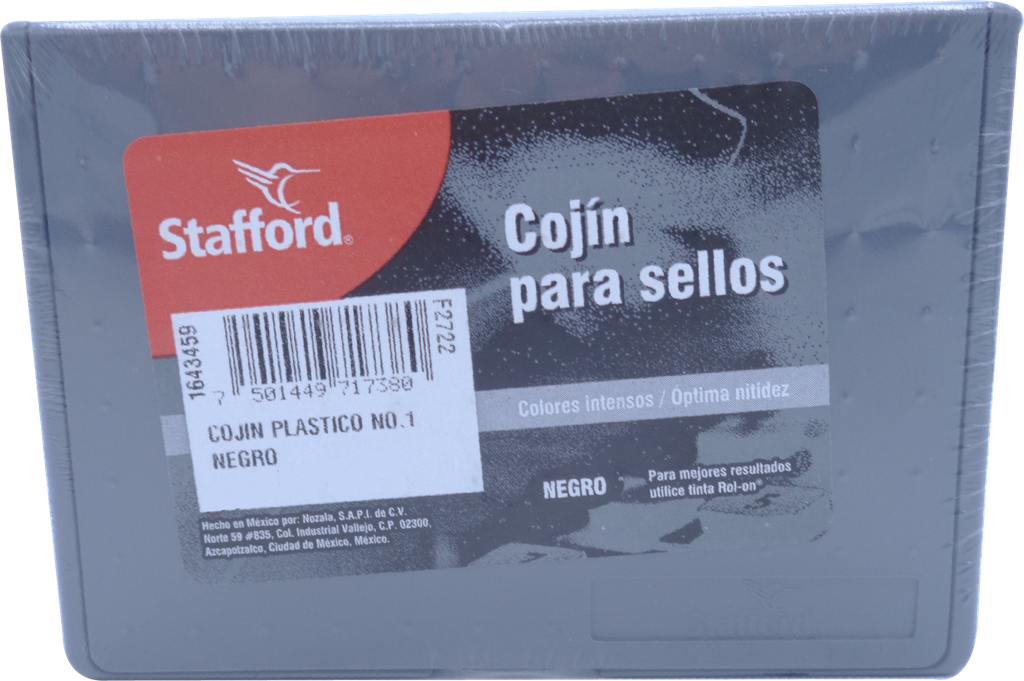 Stafford®
Cojín
para sellos
1643459
F2722
7 501449 717380
COJIN PLASTICO NO.1
NEGRO
Colores intensos / Óptima nitidez
NEGRO
Para mejores resultados
utilice tinta Rol-on®
Hecho en México por: Nozala, S.A.P.I. de C.V.
Norte 59 #835, Col. Industrial Vallejo, C.P. 02300,
Azcapotzalco, Ciudad de México, México.
Stafford